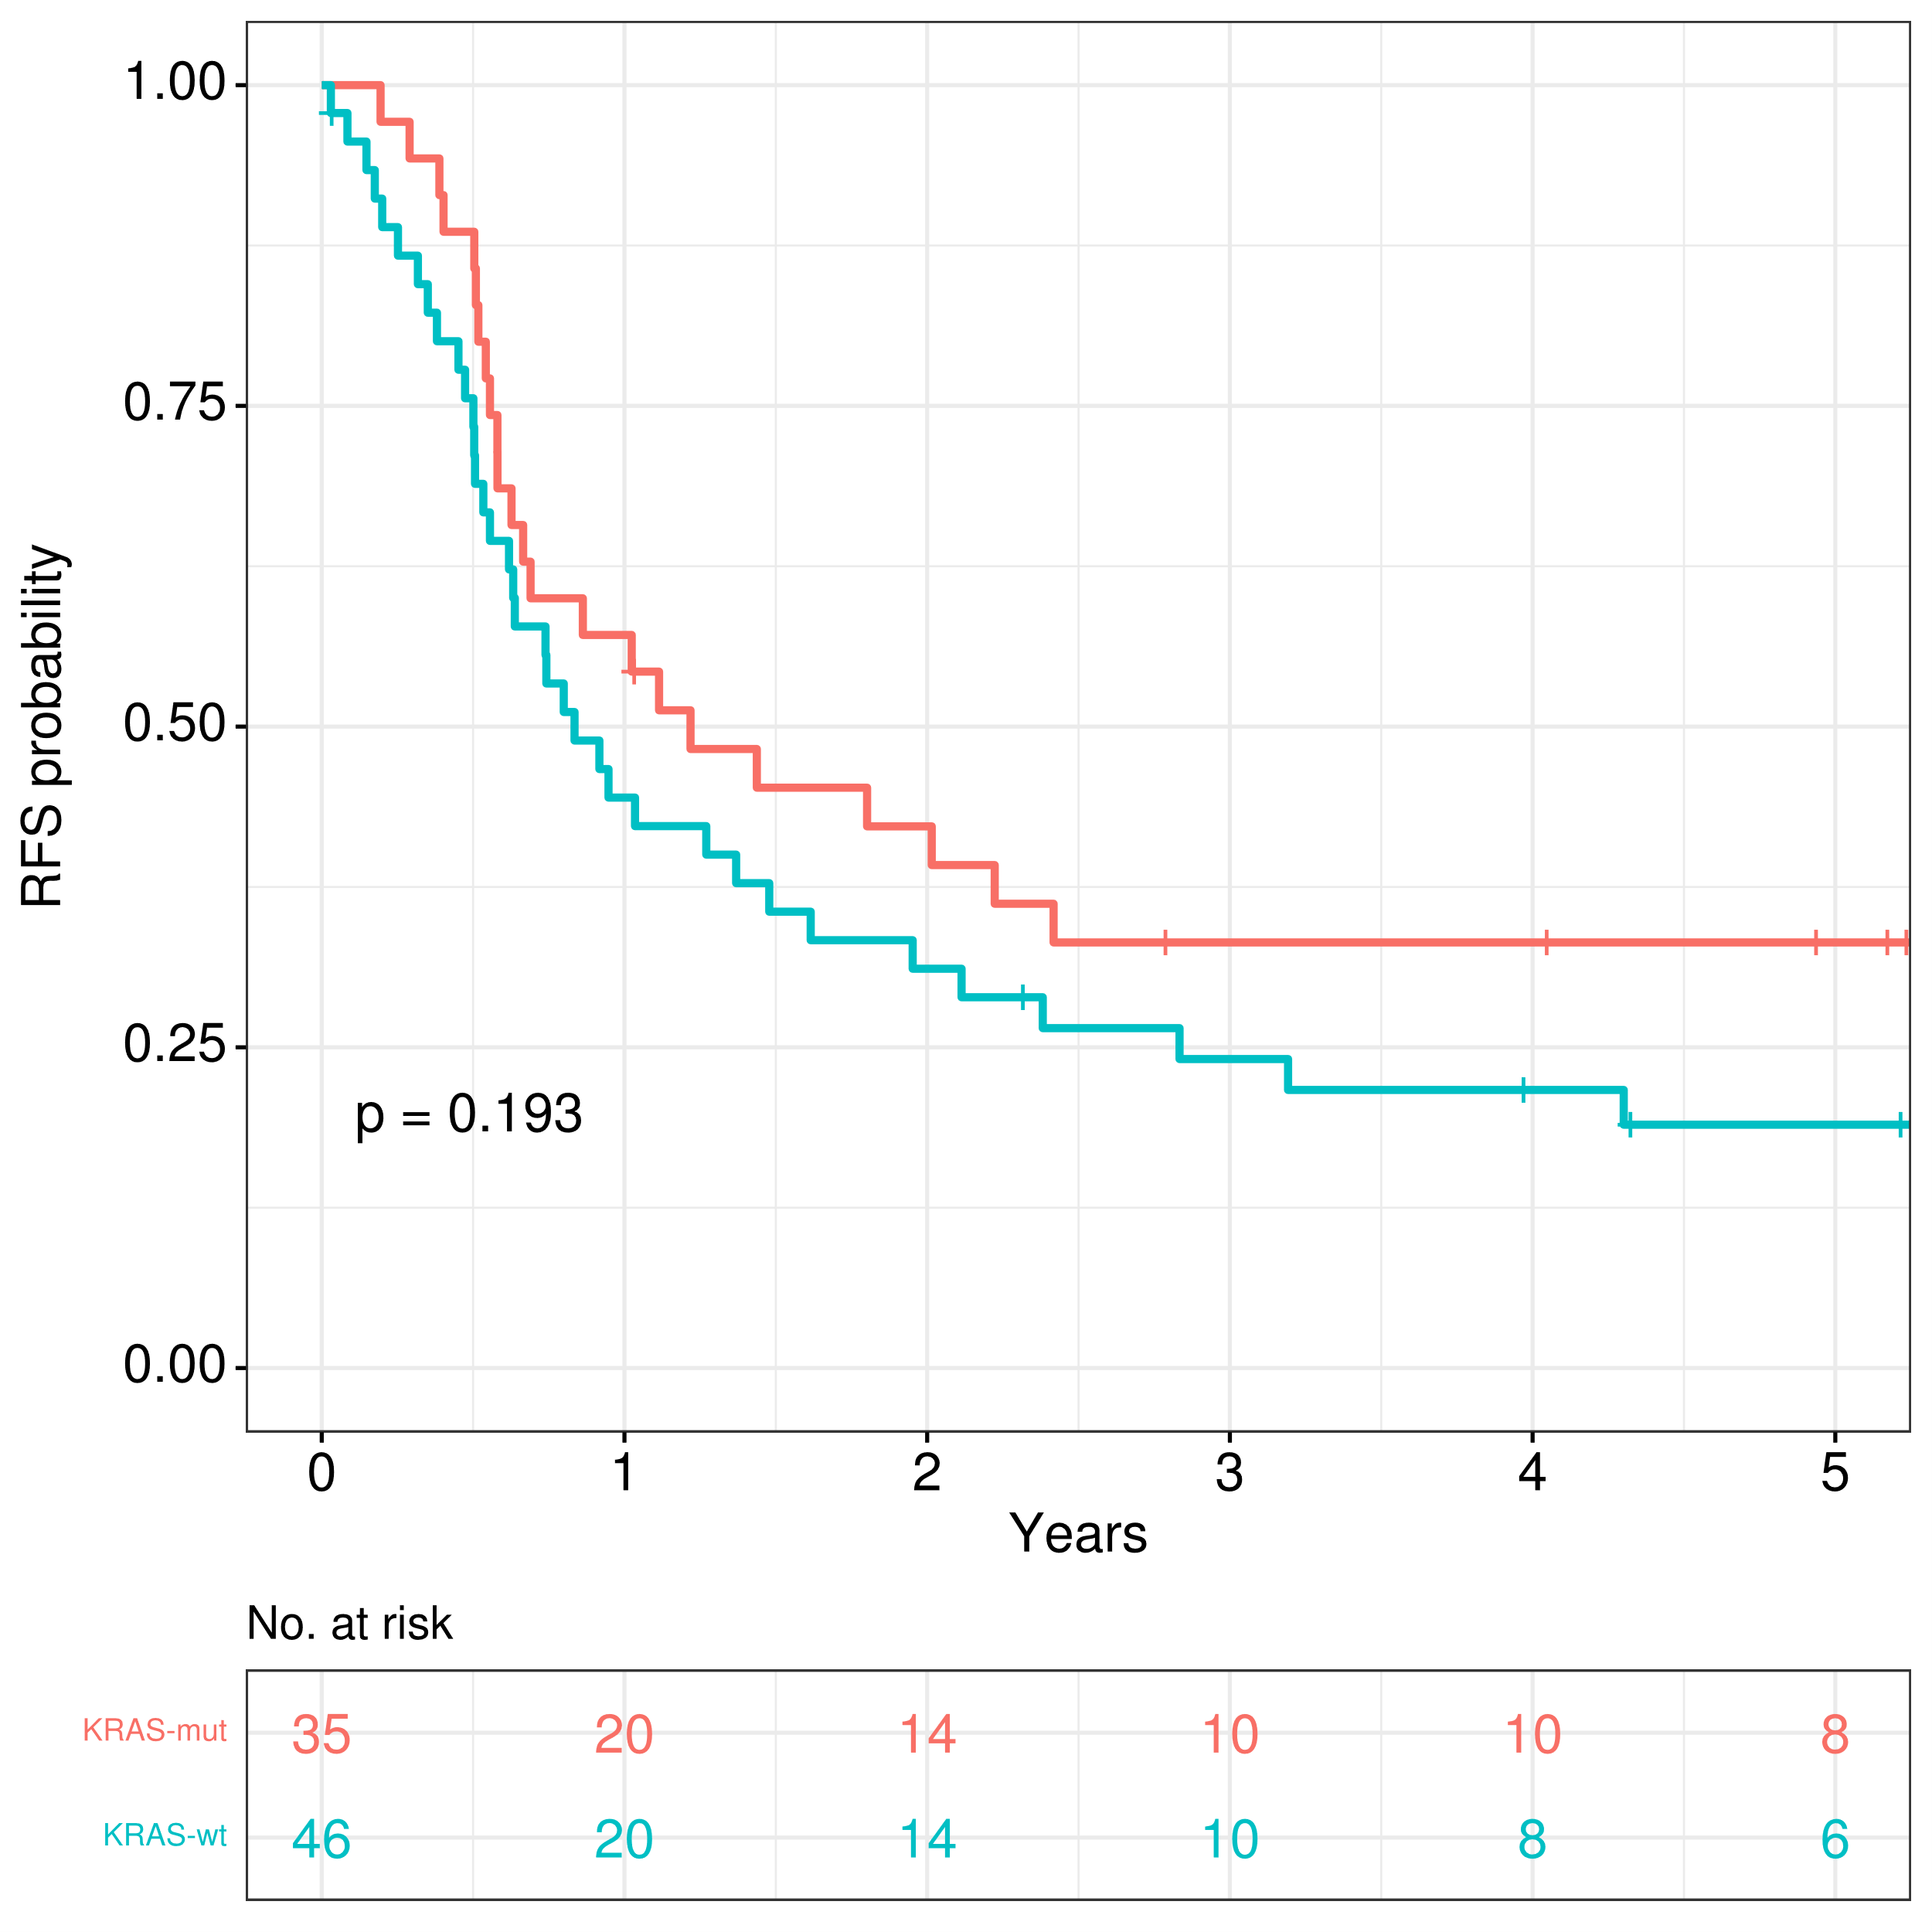 1.00
0.75
0.50
0.25
0.00
RFS probability
p = 0.193
0 1 2 3 4 5
Years
No. at risk
KRAS-mut 35 20 14 10 10 8
KRAS-wt 46 20 14 10 8 6